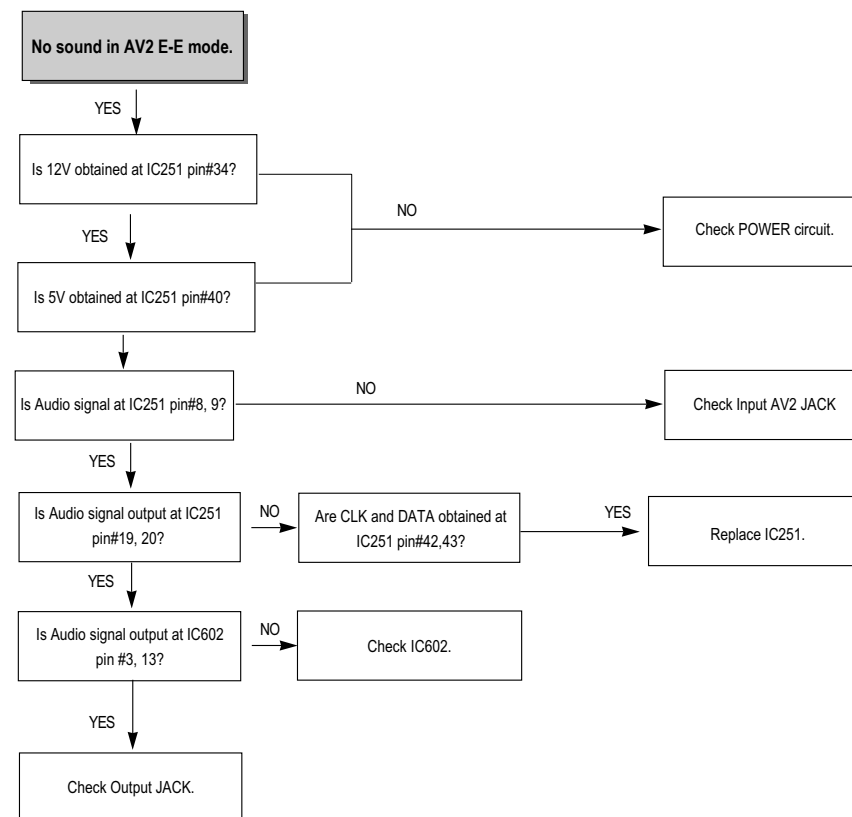 No sound in AV2 E-E mode.
YES
Is 12V obtained at IC251 pin#34?
NO
Check POWER circuit.
YES
Is 5V obtained at IC251 pin#40?
Is Audio signal at IC251 pin#8, 9?
NO
Check Input AV2 JACK
YES
Is Audio signal output at IC251
pin#19, 20?
NO
Are CLK and DATA obtained at
IC251 pin#42,43?
YES
Replace IC251.
YES
Is Audio signal output at IC602
pin #3, 13?
NO
Check IC602.
YES
Check Output JACK.